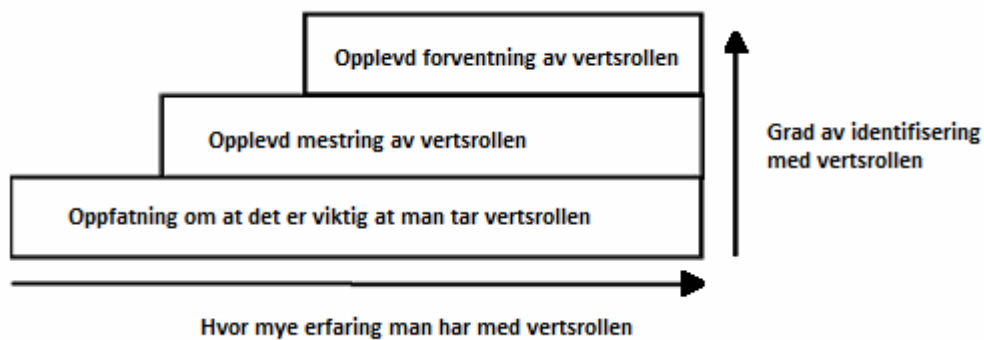 Opplevd forventning av vertsrollen
Opplevd mestring av vertsrollen
Oppfatning om at det er viktig at man tar vertsrollen
Grad av identifisering
med vertsrollen
Hvor mye erfaring man har med vertsrollen